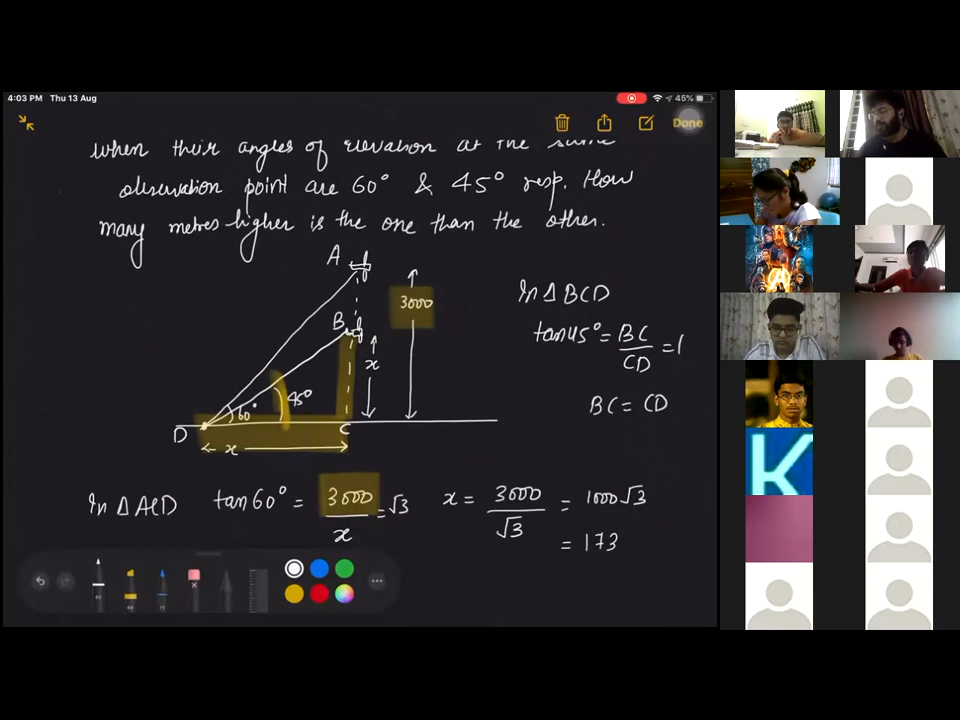 4:03 PM Thu 13 Aug
45%
Done
when their angles of elevation at the same
observation point are 60° & 45° resp. How
many metres higher is the one than the other.
A
B
3000
x
60°
45°
D
C
x
In ΔBCD
tan45° = BC/CD = 1
BC = CD
In ΔACD tan60° = 3000/x = √3 x = 3000/√3 = 1000√3
= 173
K